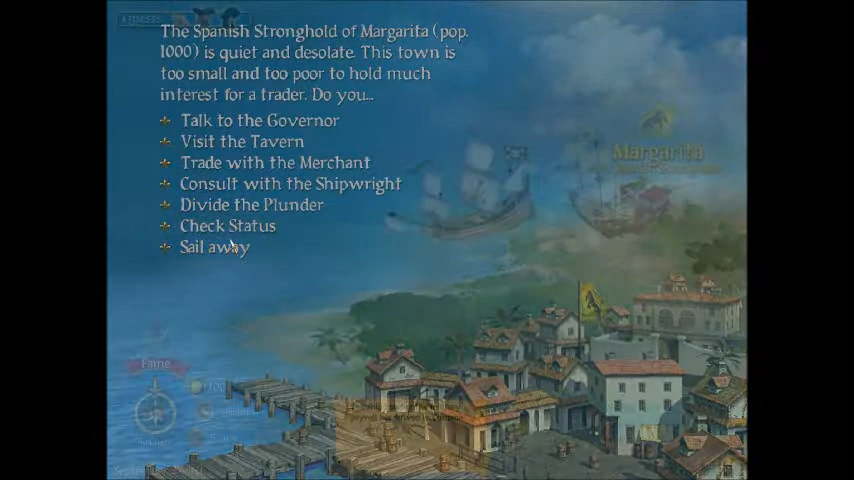 The Spanish Stronghold of Margarita (pop.
1000) is quiet and desolate. This town is
too small and too poor to hold much
interest for a trader. Do you...
Talk to the Governor
Visit the Tavern
Trade with the Merchant
Consult with the Shipwright
Divide the Plunder
Check Status
Sail away
Margarita
Fame